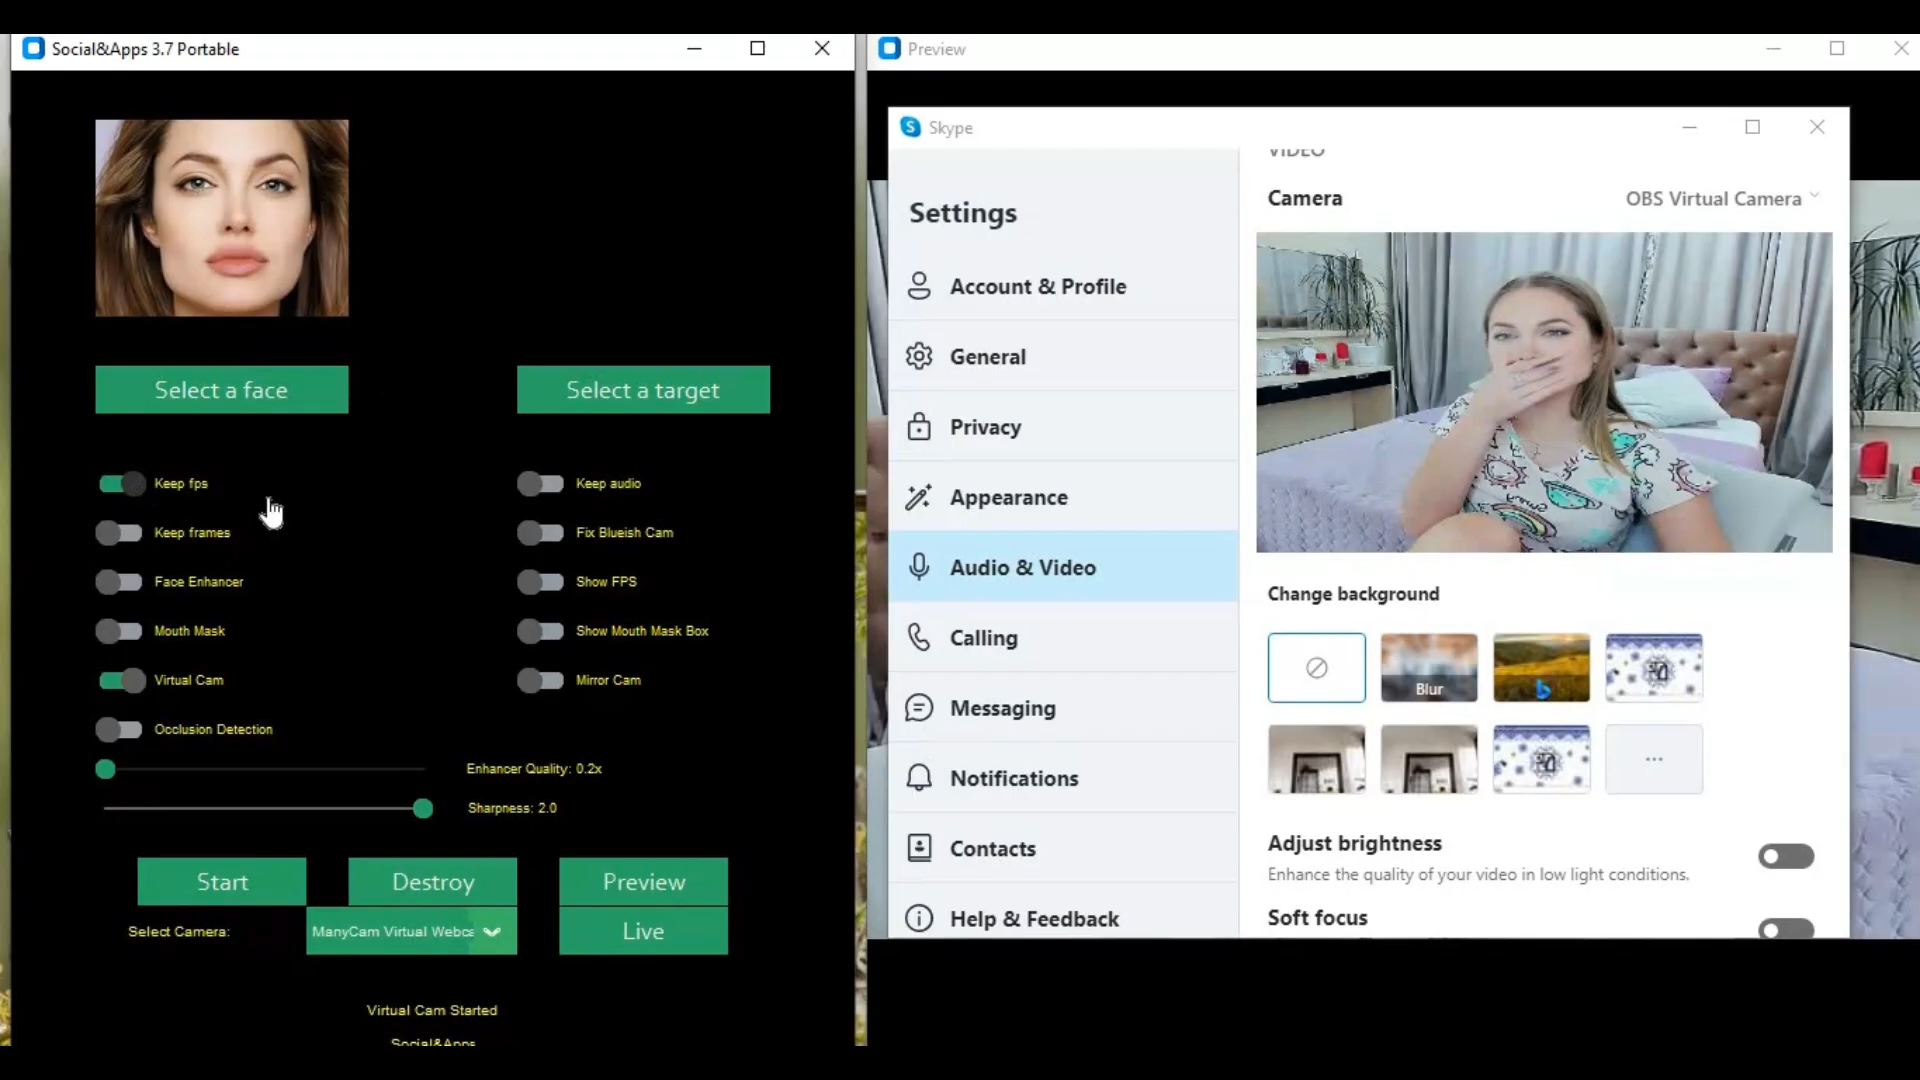 Social&Apps 3.7 Portable
Select a face
Select a target
Keep fps
Keep audio
Keep frames
Fix Blueish Cam
Face Enhancer
Show FPS
Mouth Mask
Show Mouth Mask Box
Virtual Cam
Mirror Cam
Occlusion Detection
Enhancer Quality: 0.2x
Sharpness: 2.0
Start
Destroy
Preview
Select Camera:
ManyCam Virtual Webca
Live
Virtual Cam Started
Social&Apps
Preview
Skype
Settings
Account & Profile
General
Privacy
Appearance
Audio & Video
Calling
Messaging
Notifications
Contacts
Help & Feedback
VIDEO
Camera
OBS Virtual Camera
Change background
Blur
Adjust brightness
Enhance the quality of your video in low light conditions.
Soft focus